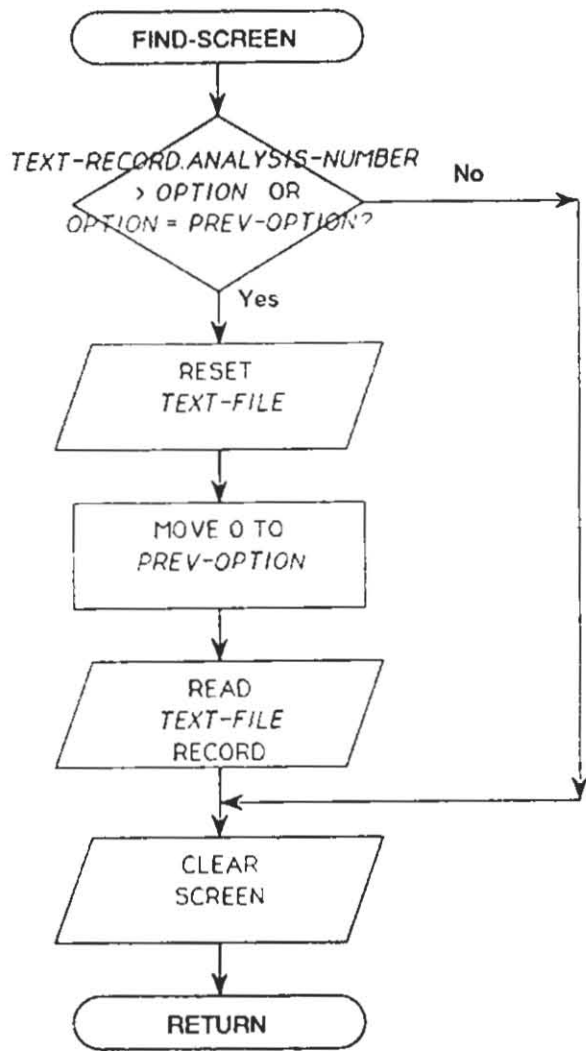 FIND-SCREEN
TEXT-RECORD.ANALYSIS-NUMBER
> OPTION OR
OPTION = PREV-OPTION?
No
Yes
RESET
TEXT-FILE
MOVE 0 TO
PREV-OPTION
READ
TEXT-FILE
RECORD
CLEAR
SCREEN
RETURN